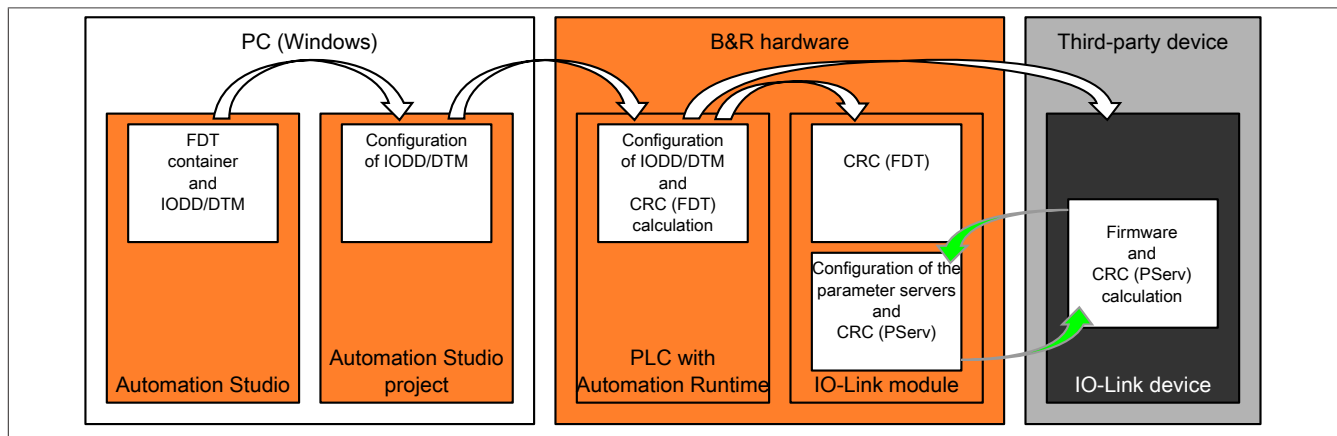 PC (Windows)
B&R hardware
Third-party device
FDT
container
and
IODD/DTM
Automation Studio
Configuration
of IODD/DTM
Automation Studio
project
Configuration
of IODD/DTM
and
CRC (FDT)
calculation
PLC with
Automation Runtime
CRC (FDT)
Configuration of the
parameter servers
and
CRC (PServ)
IO-Link module
Firmware
and
CRC (PServ)
calculation
IO-Link device